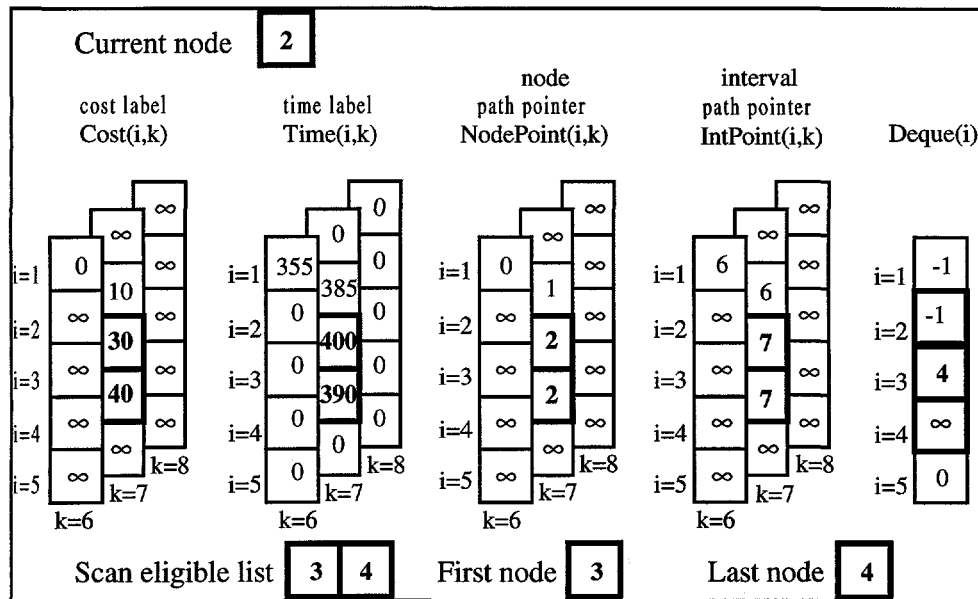 Current node 2
cost label
Cost(i,k)
time label
Time(i,k)
node
path pointer
NodePoint(i,k)
interval
path pointer
IntPoint(i,k)
Deque(i)
∞ 0 ∞ ∞
∞ 0 ∞ ∞
i=1 0 ∞ i=1 355 0 i=1 0 ∞ i=1 6 ∞ i=1 -1
10 385 1 6
i=2 ∞ ∞ i=2 0 0 i=2 ∞ ∞ i=2 ∞ ∞ i=2 -1
30 400 2 7
i=3 ∞ ∞ i=3 0 0 i=3 ∞ ∞ i=3 ∞ ∞ i=3 4
40 390 2 7
i=4 ∞ ∞ i=4 0 0 i=4 ∞ ∞ i=4 ∞ ∞ i=4 ∞
∞ 0 ∞ ∞
k=8 k=8 k=8 k=8
i=5 ∞ i=5 0 i=5 ∞ i=5 ∞ i=5 0
k=7 k=7 k=7 k=7
k=6 k=6 k=6 k=6
Scan eligible list 3 4 First node 3 Last node 4